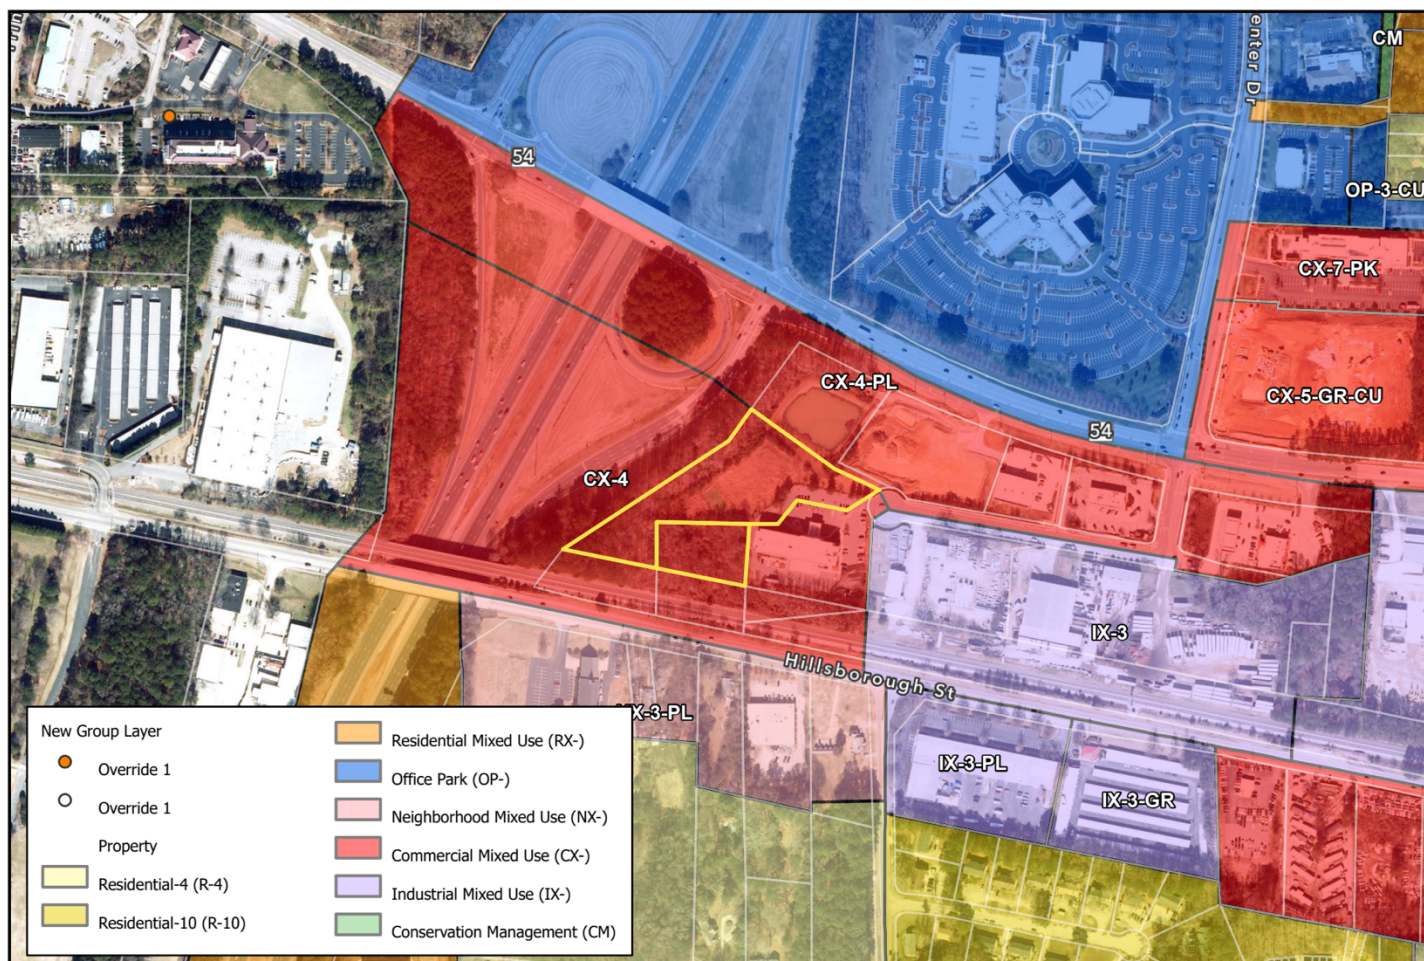 enter Dr
CM
54
OP-3-CU
CX-7-PK
CX-4-PL
CX-5-GR-CU
54
CX-4
IX-3
Hillsborough St
NX-3-PL
IX-3-PL
IX-3-GR
New Group Layer
Override 1
Override 1
Property
Residential-4 (R-4)
Residential-10 (R-10)
Residential Mixed Use (RX-)
Office Park (OP-)
Neighborhood Mixed Use (NX-)
Commercial Mixed Use (CX-)
Industrial Mixed Use (IX-)
Conservation Management (CM)